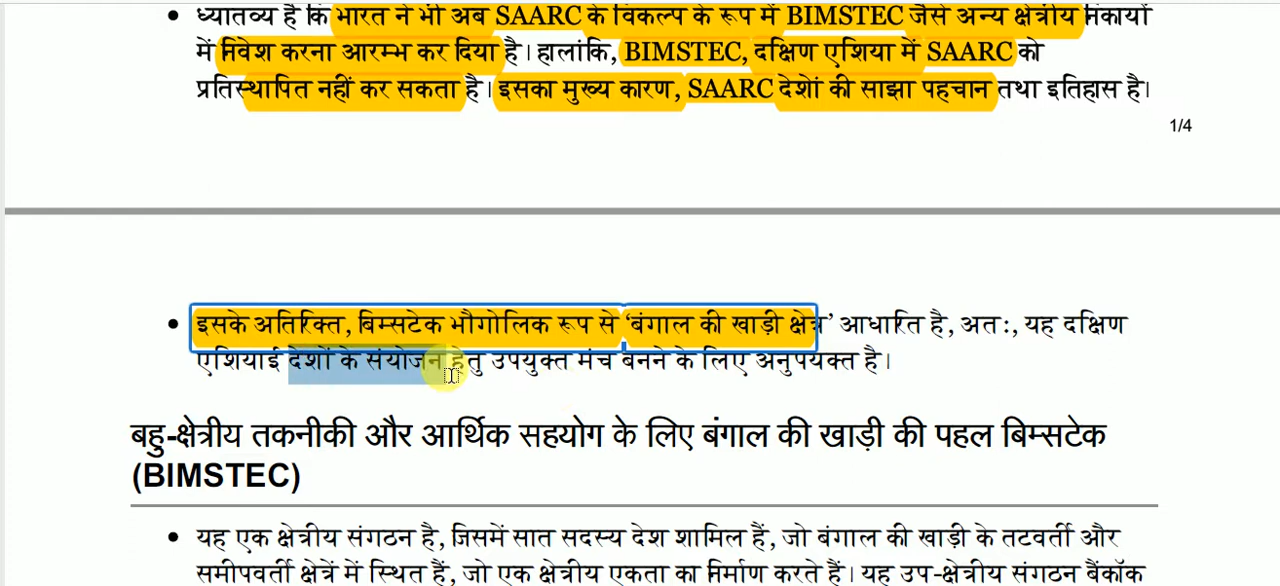 ध्यातव्य है कि भारत ने भी अब SAARC के विकल्प के रूप में BIMSTEC जैसे अन्य क्षेत्रीय निकायों
में निवेश करना आरम्भ कर दिया है। हालांकि, BIMSTEC, दक्षिण एशिया में SAARC को
प्रतिस्थापित नहीं कर सकता है। इसका मुख्य कारण, SAARC देशों की साझा पहचान तथा इतिहास है।
1/4
इसके अतिरिक्त, बिम्सटेक भौगोलिक रूप से ‘बंगाल की खाड़ी क्षेत्र’ आधारित है, अतः, यह दक्षिण
एशियाई देशों के संयोजन हेतु उपयुक्त मंच बनने के लिए अनुपयक्त है।
बहु-क्षेत्रीय तकनीकी और आर्थिक सहयोग के लिए बंगाल की खाड़ी की पहल बिम्सटेक
(BIMSTEC)
यह एक क्षेत्रीय संगठन है, जिसमें सात सदस्य देश शामिल हैं, जो बंगाल की खाड़ी के तटवर्ती और
समीपवर्ती क्षेत्रें में स्थित हैं, जो एक क्षेत्रीय एकता का निर्माण करते हैं। यह उप-क्षेत्रीय संगठन बैंकॉक